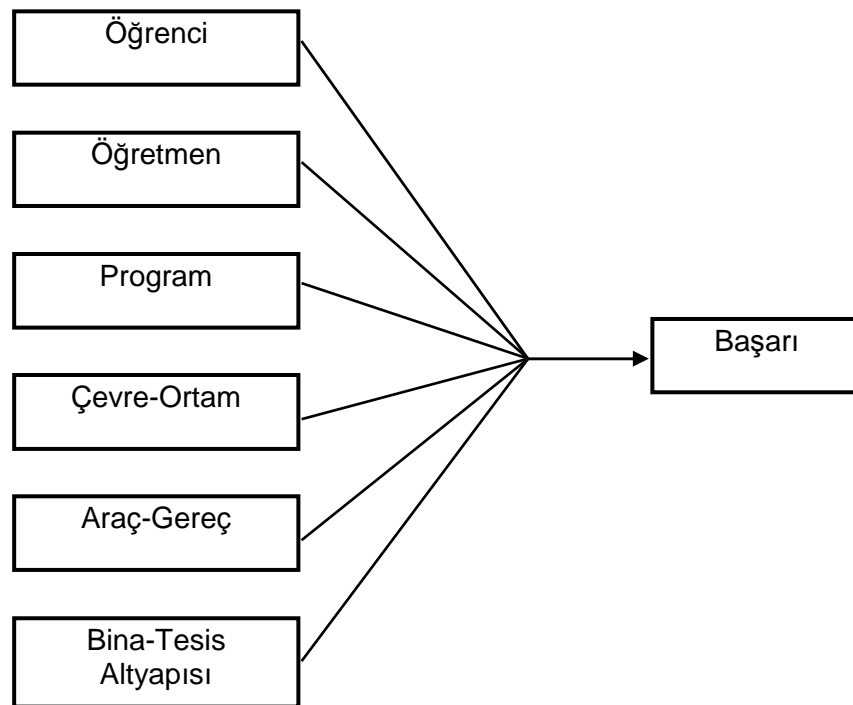 Öğrenci
Öğretmen
Program
Başarı
Çevre-Ortam
Araç-Gereç
Bina-Tesis
Altyapısı